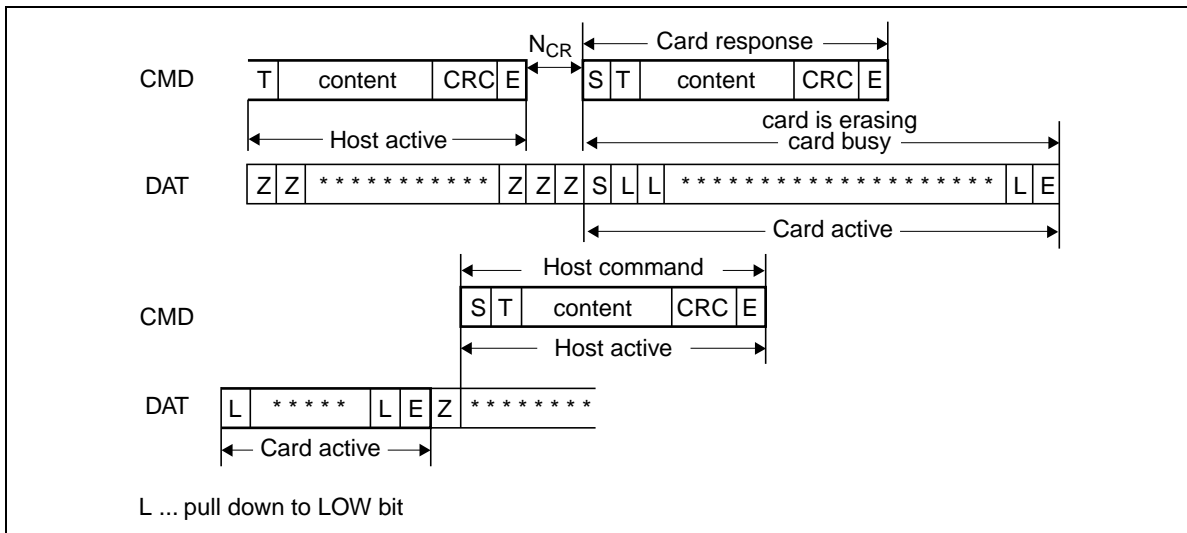 N_CR Card response
CMD T content CRC E S T content CRC E
card is erasing
Host active card busy
DAT Z Z * * * * * * * * * * * Z Z Z S L L * * * * * * * * * * * * * * * * * * * * L E
Card active
Host command
CMD S T content CRC E
Host active
DAT L * * * * * L E Z * * * * * * * *
Card active
L ... pull down to LOW bit